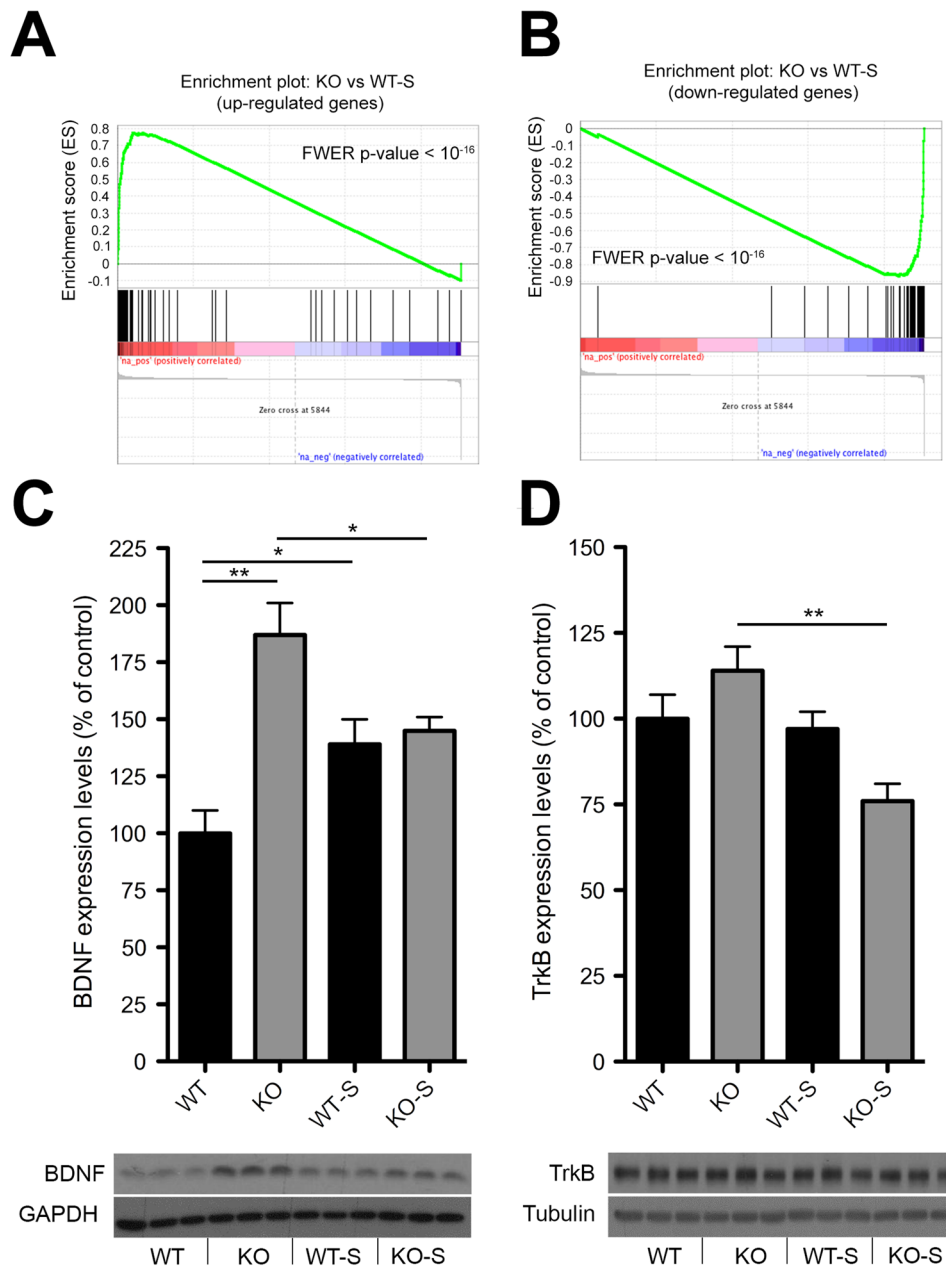 A
Enrichment plot: KO vs WT-S
(up-regulated genes)
Enrichment score (ES)
0.8
0.7
0.6
0.5
0.4
0.3
0.2
0.1
0
-0.1
FWER p-value < 10⁻¹⁶
'na_pos' (positively correlated)
Zero cross at 5844
'na_neg' (negatively correlated)
B
Enrichment plot: KO vs WT-S
(down-regulated genes)
Enrichment score (ES)
0
-0.1
-0.2
-0.3
-0.4
-0.5
-0.6
-0.7
-0.8
-0.9
FWER p-value < 10⁻¹⁶
'na_pos' (positively correlated)
Zero cross at 5844
'na_neg' (negatively correlated)
C
BDNF expression levels (% of control)
225
200
175
150
125
100
75
50
25
0
*
*
**
WT
KO
WT-S
KO-S
BDNF
GAPDH
WT KO WT-S KO-S
D
TrkB expression levels (% of control)
150
125
100
75
50
25
0
**
WT
KO
WT-S
KO-S
TrkB
Tubulin
WT KO WT-S KO-S